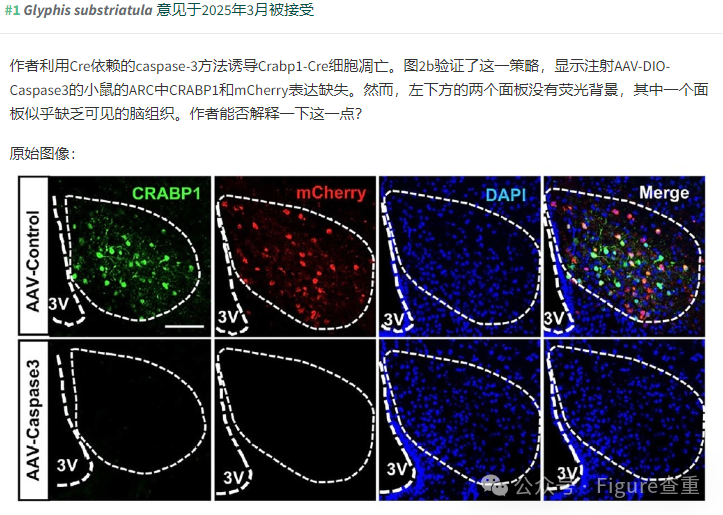 #1 Glyphis substriatula 意见于2025年3月被接受
作者利用Cre依赖的caspase-3方法诱导Crabp1-Cre细胞凋亡。图2b验证了这一策略，显示注射AAV-DIO-
Caspase3的小鼠的ARC中CRABP1和mCherry表达缺失。然而，左下方的两个面板没有荧光背景，其中一个面
板似乎缺乏可见的脑组织。作者能否解释一下这一点？
原始图像：
AAV-Control
CRABP1
mCherry
DAPI
Merge
3V
3V
3V
3V
AAV-Caspase3
3V
3V
3V
3V
公众号 · Figure查重